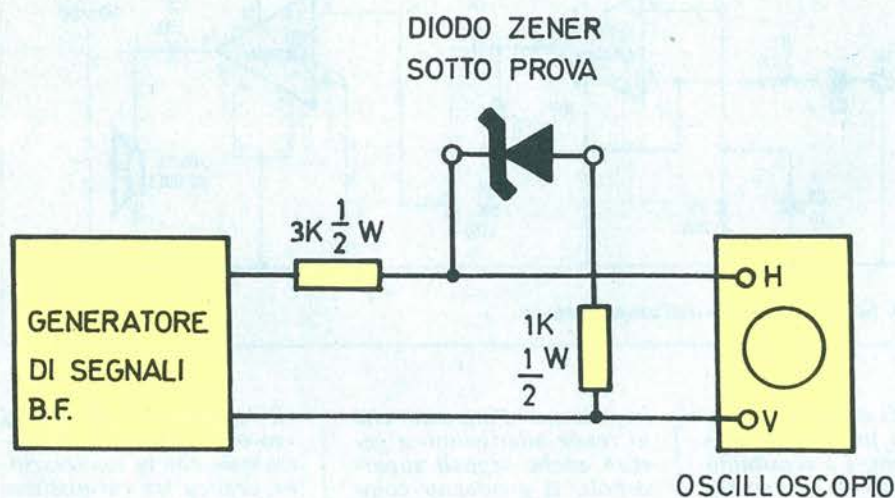 DIODO ZENER
SOTTO PROVA
3K 1/2 W
GENERATORE
DI SEGNALI
B.F.
1K
1/2 W
H
V
OSCILLOSCOPIO